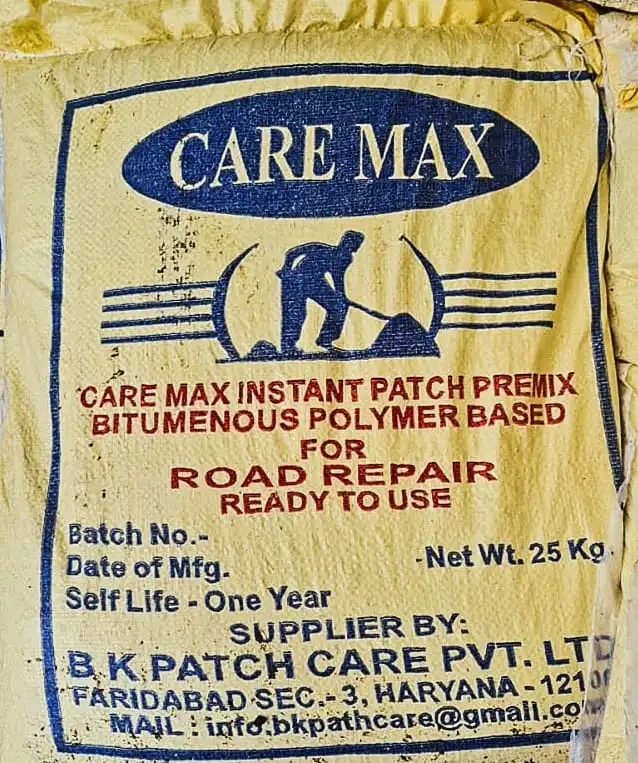 CARE MAX
CARE MAX INSTANT PATCH PREMIX
BITUMENOUS POLYMER BASED
FOR
ROAD REPAIR
READY TO USE
Batch No.-
Date of Mfg.
-Net Wt. 25 Kg.
Self Life - One Year
SUPPLIER BY:
B K PATCH CARE PVT. LTD
FARIDABAD SEC.- 3, HARYANA -
MAIL : info.bkpathcare@gmail.co